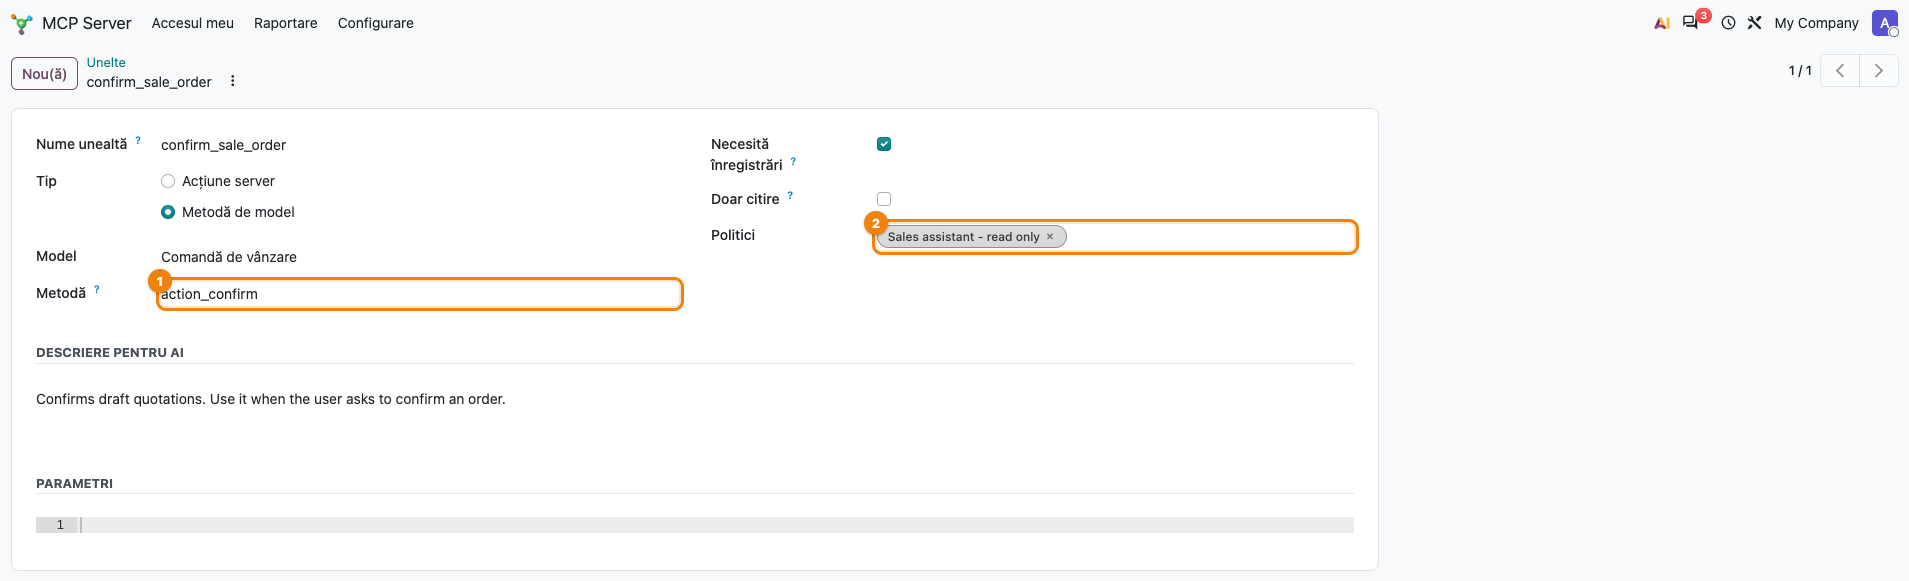 MCP Server Accesul meu Raportare Configurare AI 3 My Company A
Nou(ă) Unelte
confirm_sale_order 1 / 1
Nume unealtă ? confirm_sale_order
Necesită înregistrări ?
Tip Acțiune server
Metodă de model
Doar citire ?
Politici 2 Sales assistant - read only ×
Model Comandă de vânzare
Metodă ? 1 action_confirm
DESCRIERE PENTRU AI
Confirms draft quotations. Use it when the user asks to confirm an order.
PARAMETRI
1